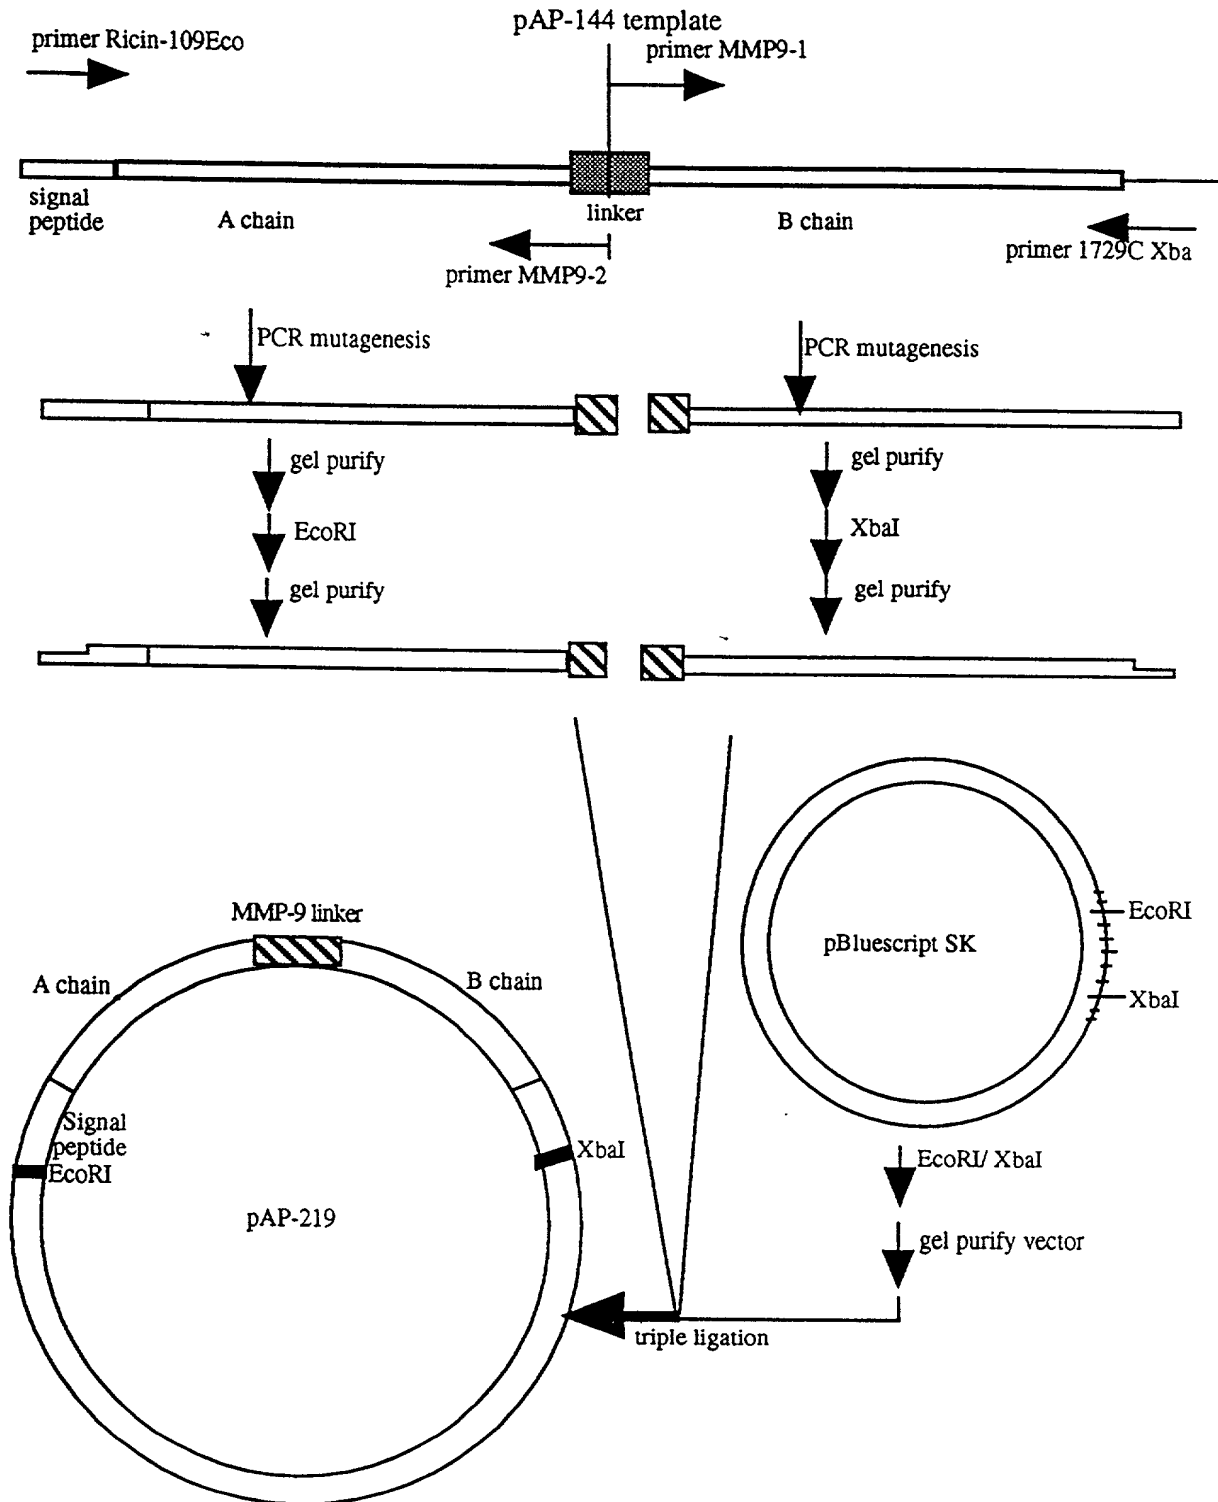 pAP-144 template
primer Ricin-109Eco
primer MMP9-1
signal
peptide
A chain
linker
B chain
primer MMP9-2
primer 1729C Xba
PCR mutagenesis
PCR mutagenesis
gel purify
gel purify
EcoRI
XbaI
gel purify
gel purify
MMP-9 linker
A chain
B chain
pBluescript SK
EcoRI
XbaI
Signal
peptide
EcoRI
XbaI
pAP-219
EcoRI/ XbaI
gel purify vector
triple ligation